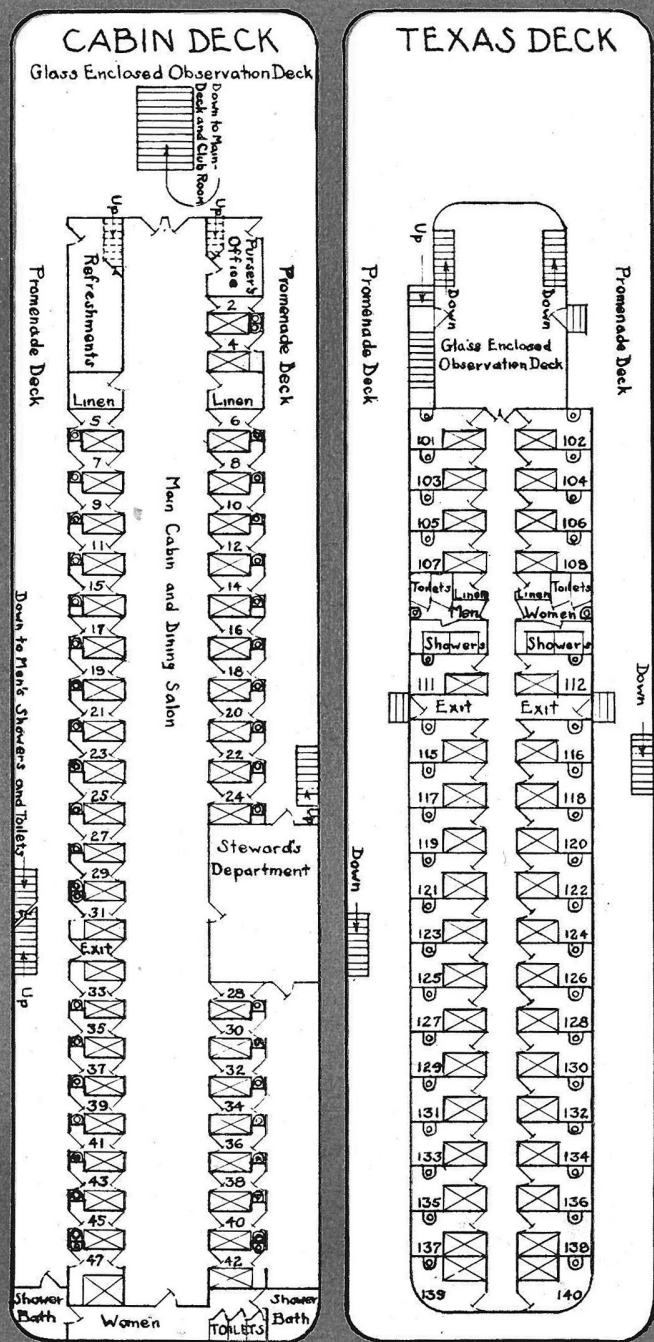 CABIN DECK
Glass Enclosed Observation Deck
Down to Main-
Deck and Club Room
Up
Up
Refreshments
Purser's
Office
Promenade Deck
Promenade Deck
2
4
Linen
Linen
5
6
7
8
9
10
11
12
15
14
17
16
19
18
21
20
23
22
25
24
27
29
31
Main Cabin and Dining Salon
Down to Men's Showers and Toilets
Up
Up
Steward's
Department
Exit
33
28
35
30
37
32
39
34
41
36
43
38
45
40
47
42
Shower
Bath
Women
TOILETS
Shower
Bath
TEXAS DECK
Up
Down
Down
Promenade Deck
Promenade Deck
Glass Enclosed
Observation Deck
101
102
103
104
105
106
107
108
Toilets
Linen
Linen
Toilets
Men
Women
Showers
Showers
111
112
Exit
Exit
Down
Down
115
116
117
118
119
120
121
122
123
124
125
126
127
128
129
130
131
132
133
134
135
136
137
138
139
140